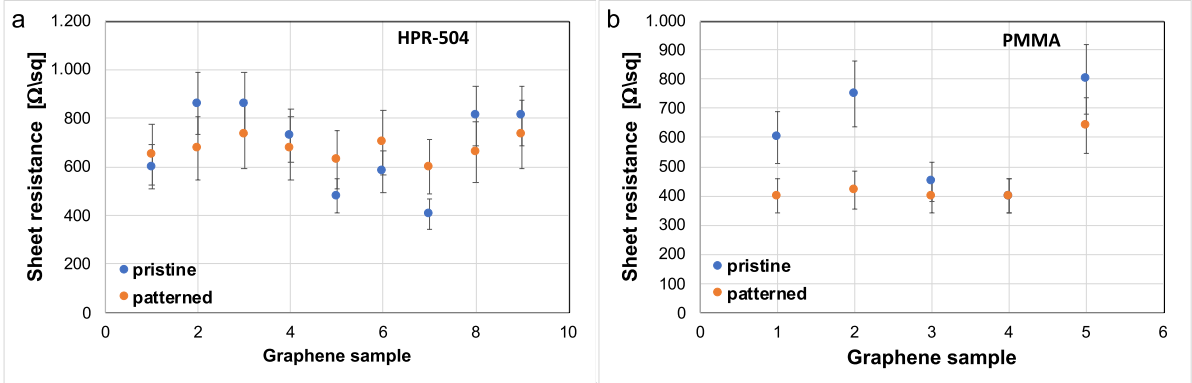 a
HPR-504
Sheet resistance [Ω\sq]
1.200
1.000
800
600
400
200
0
pristine
patterned
0 2 4 6 8 10
Graphene sample
b
PMMA
Sheet resistance [Ω\sq]
1.000
900
800
700
600
500
400
300
200
100
0
pristine
patterned
0 1 2 3 4 5 6
Graphene sample